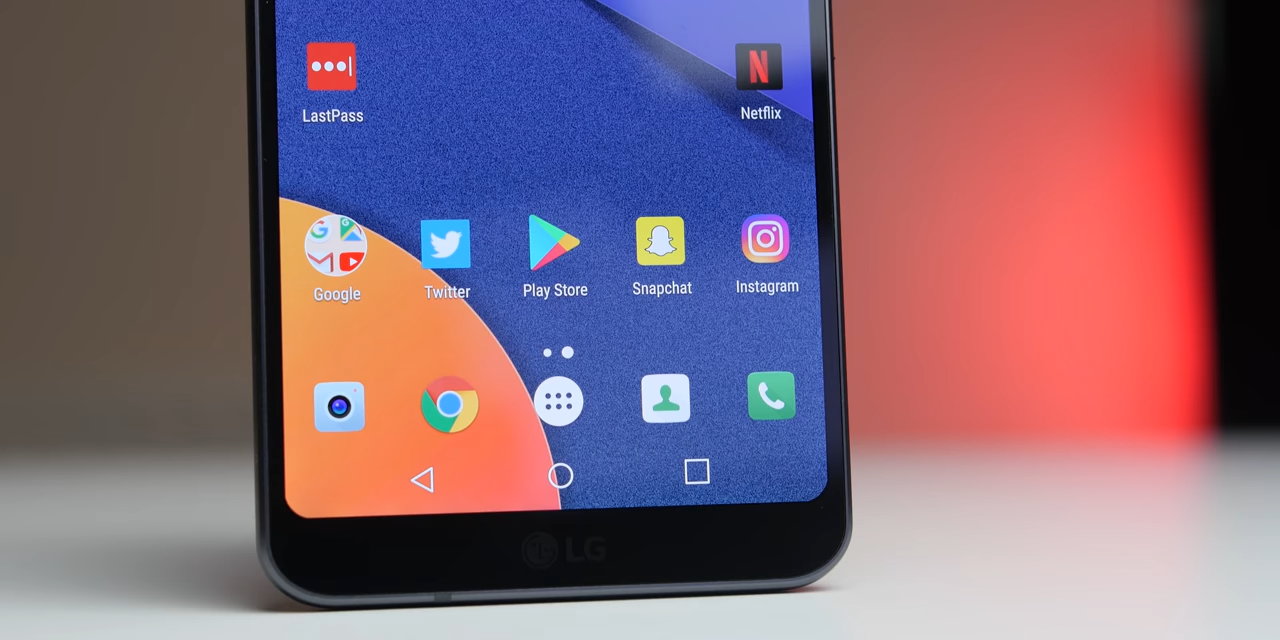 LastPass
Netflix
Google
Twitter
Play Store
Snapchat
Instagram
LG